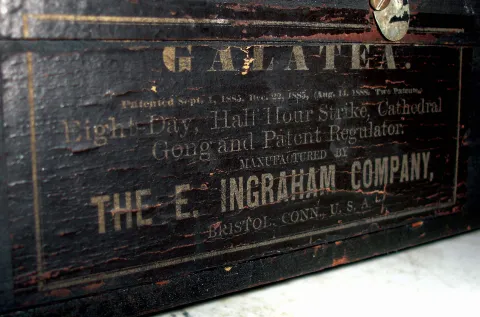 GALATEA.
Patented Sept. 1, 1885, Dec. 22, 1885, (Aug. 14, 1888, Two Patents)
Eight-Day, Half Hour Strike, Cathedral
Gong and Patent Regulator.
MANUFACTURED BY
THE E. INGRAHAM COMPANY,
BRISTOL, CONN., U. S. A.